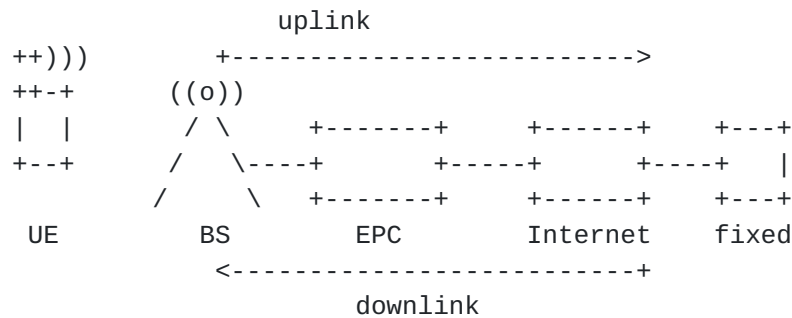 uplink
++)))           +-------------------------->
++-+         ((o))
|  |          / \      +-------+      +------+     +---+
+--+         /   \----+         +-----+        +----+    |
            /     \    +-------+      +------+     +---+
 UE             BS          EPC          Internet    fixed
                <--------------------------+
                           downlink